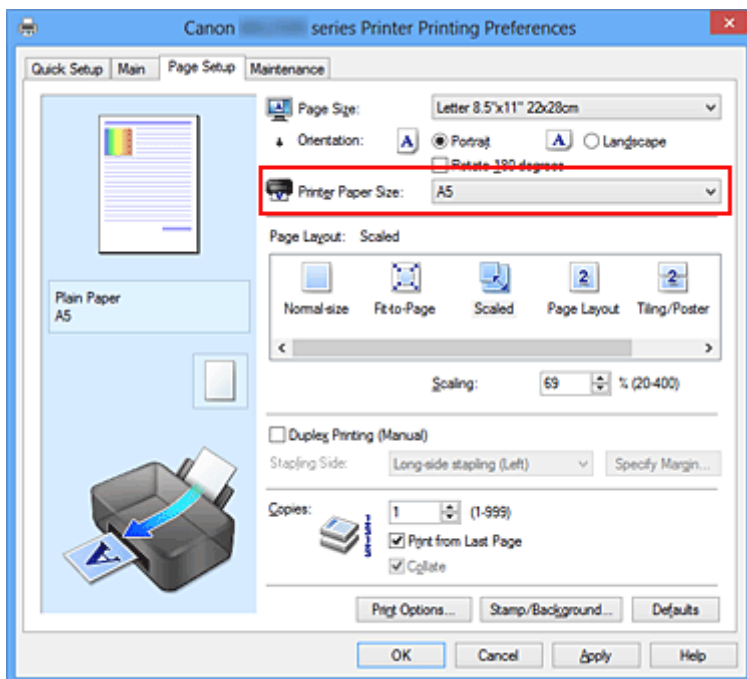 Canon series Printer Printing Preferences
Quick Setup Main Page Setup Maintenance
Page Size: Letter 8.5"x11" 22x28cm
Orientation: A Portrait A Landscape
Rotate 180 degrees
Printer Paper Size: A5
Page Layout: Scaled
Normal-size Fit-to-Page Scaled Page Layout Tiling/Poster
Plain Paper
A5
Scaling: 69 % (20-400)
Duplex Printing (Manual)
Stapling Side: Long-side stapling (Left) Specify Margin...
Copies: 1 (1-999)
Print from Last Page
Collate
Print Options... Stamp/Background... Defaults
OK Cancel Apply Help